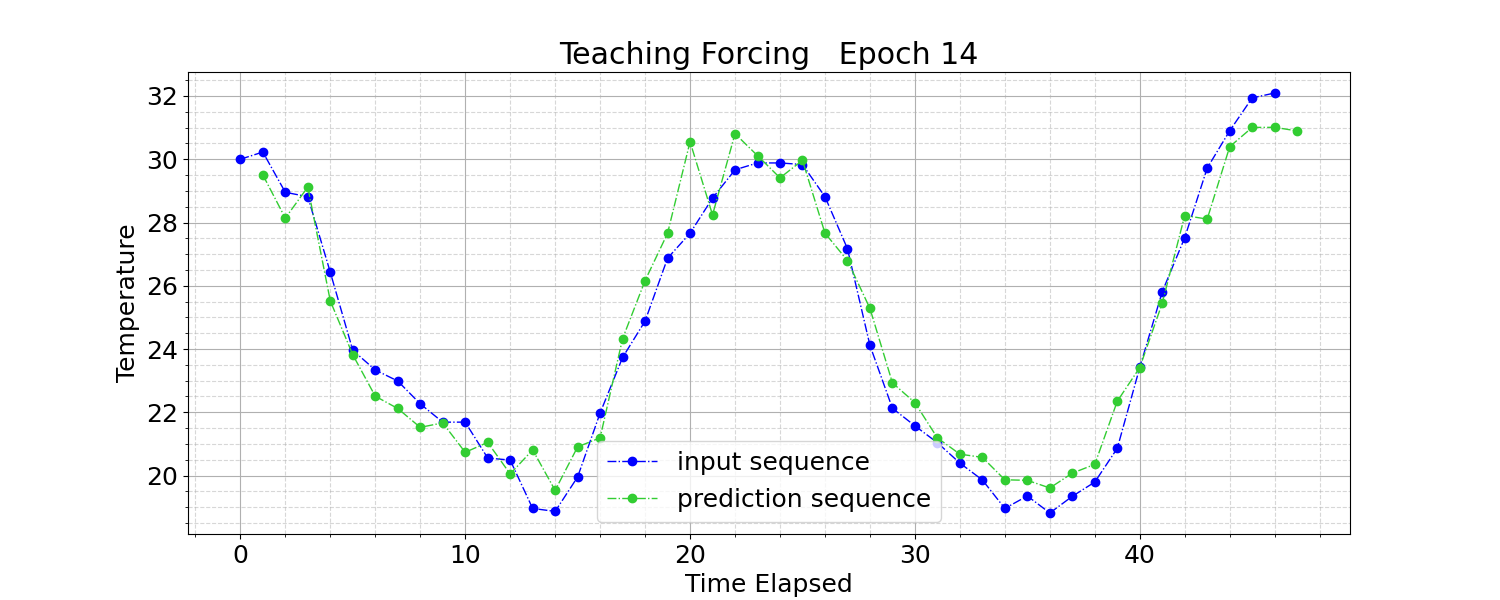 Teaching Forcing   Epoch 14
32
30
28
26
24
22
20
Temperature
input sequence
prediction sequence
0 10 20 30 40
Time Elapsed